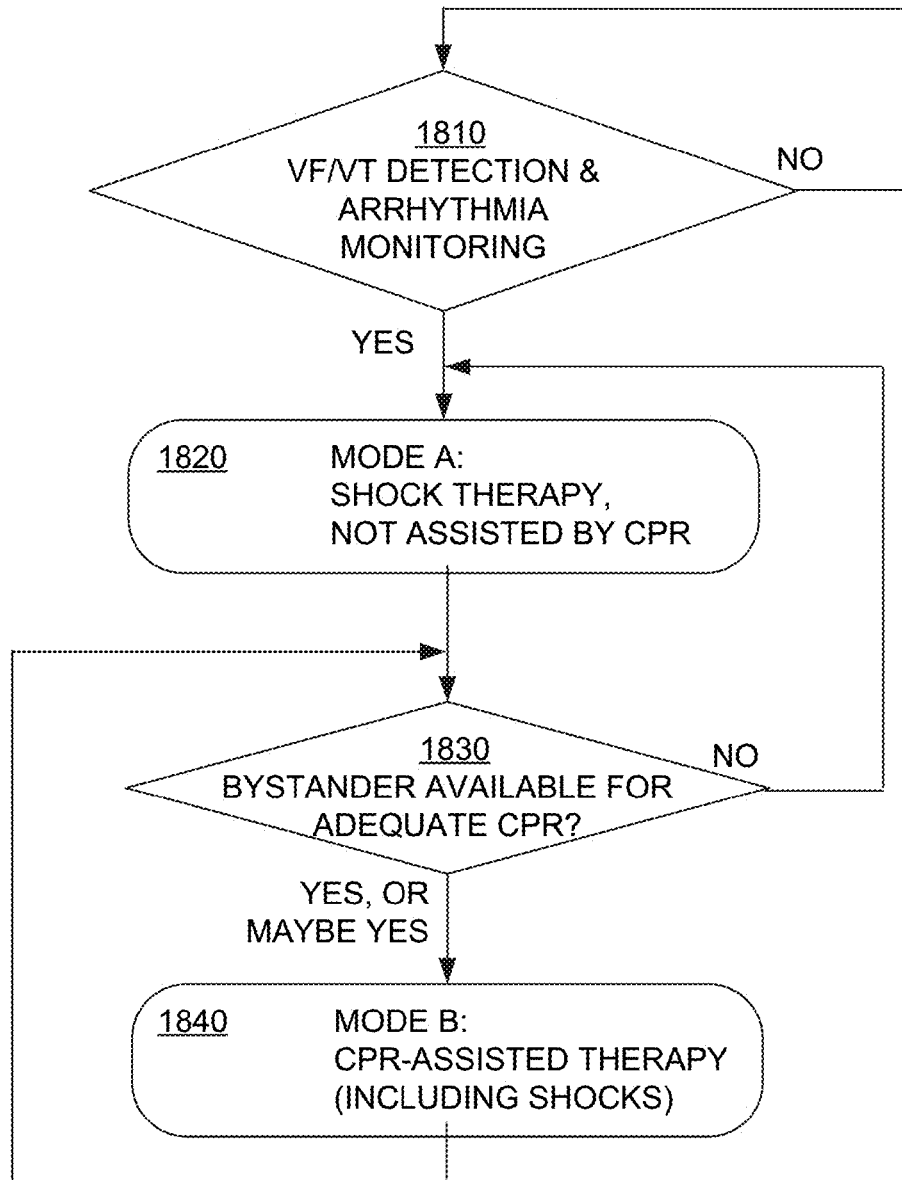 1810
VF/VT DETECTION &
ARRHYTHMIA
MONITORING
NO
YES
1820 MODE A:
SHOCK THERAPY,
NOT ASSISTED BY CPR
1830
NO
BYSTANDER AVAILABLE FOR
ADEQUATE CPR?
YES, OR
MAYBE YES
1840 MODE B:
CPR-ASSISTED THERAPY
(INCLUDING SHOCKS)